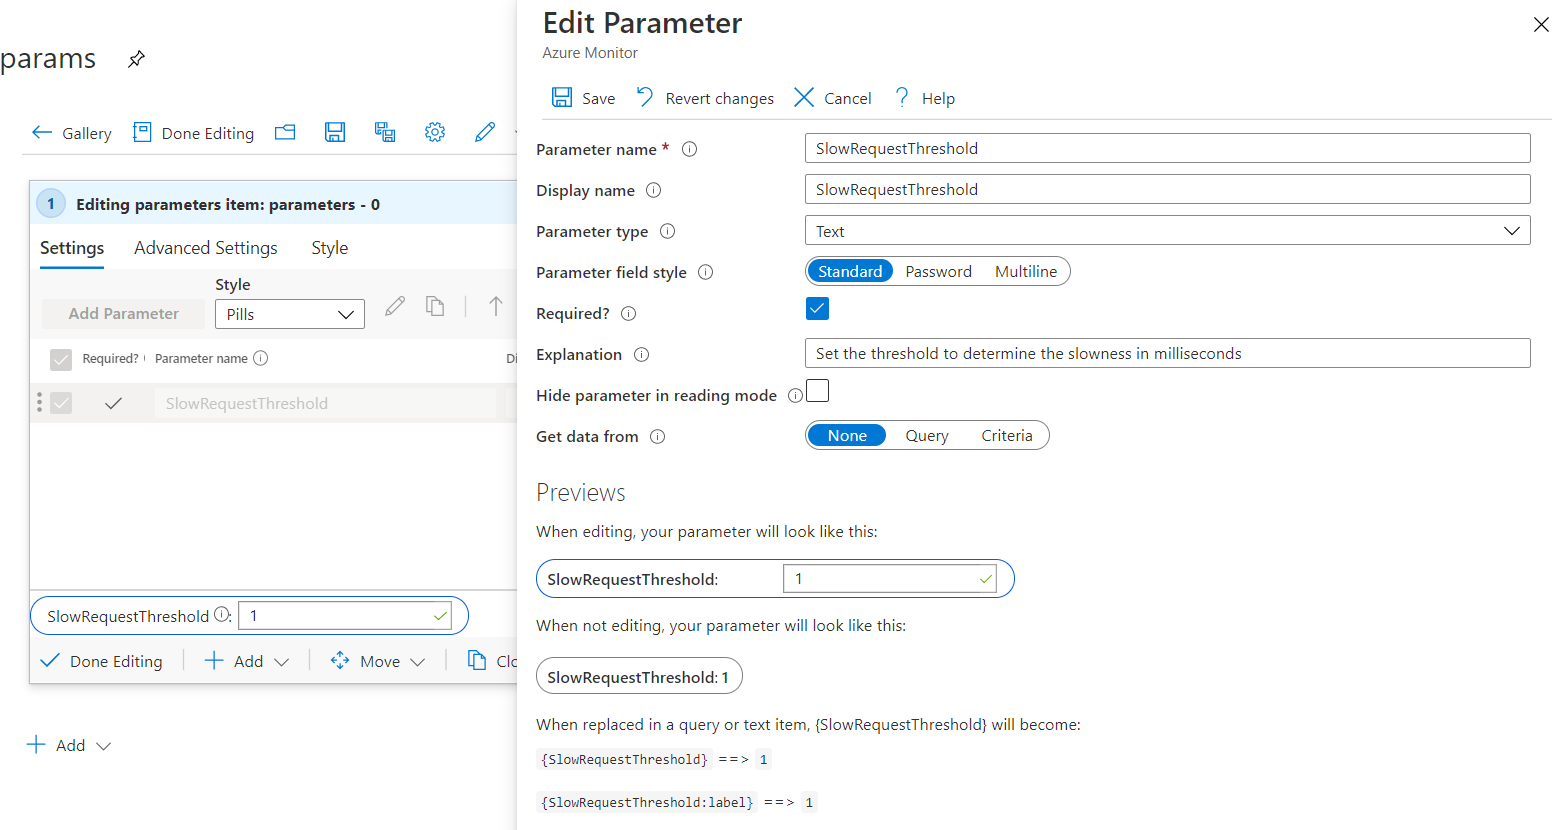 params
Gallery
Done Editing
1
Editing parameters item: parameters - 0
Settings
Advanced Settings
Style
Style
Add Parameter
Pills
Required?
Parameter name
SlowRequestThreshold
SlowRequestThreshold :
1
Done Editing
Add
Move
Add
Edit Parameter
Azure Monitor
Save
Revert changes
Cancel
? Help
Parameter name *
SlowRequestThreshold
Display name
SlowRequestThreshold
Parameter type
Text
Parameter field style
Standard Password Multiline
Required?
Explanation
Set the threshold to determine the slowness in milliseconds
Hide parameter in reading mode
Get data from
None Query Criteria
Previews
When editing, your parameter will look like this:
SlowRequestThreshold:
1
When not editing, your parameter will look like this:
SlowRequestThreshold: 1
When replaced in a query or text item, {SlowRequestThreshold} will become:
{SlowRequestThreshold} ==> 1
{SlowRequestThreshold:label} ==> 1